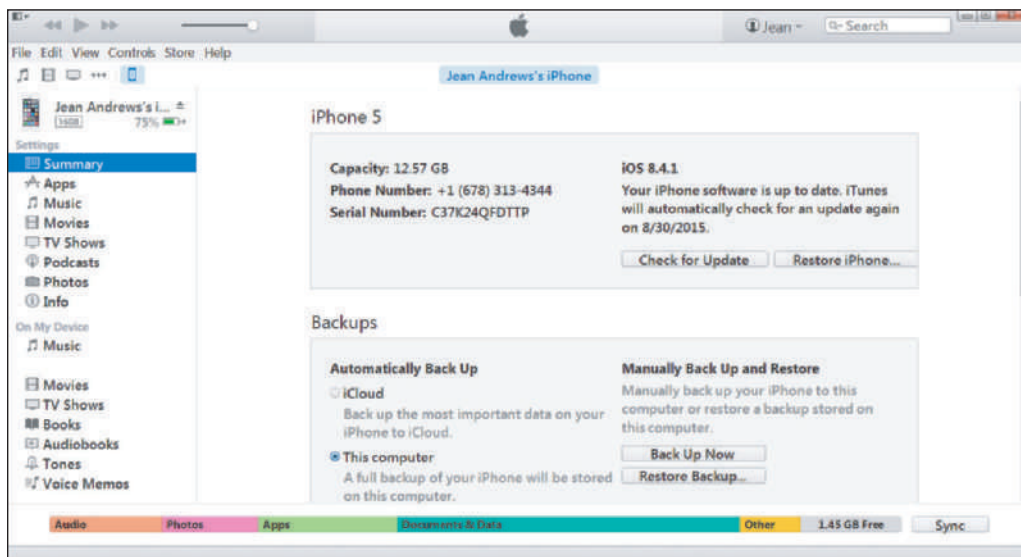 Jean
Search
File Edit View Controls Store Help
Jean Andrews's iPhone
Jean Andrews's i...
16GB 75%
Settings
Summary
Apps
Music
Movies
TV Shows
Podcasts
Photos
Info
On My Device
Music
Movies
TV Shows
Books
Audiobooks
Tones
Voice Memos
iPhone 5
Capacity: 12.57 GB
Phone Number: +1 (678) 313-4344
Serial Number: C37K24QFDTTP
iOS 8.4.1
Your iPhone software is up to date. iTunes
will automatically check for an update again
on 8/30/2015.
Check for Update Restore iPhone...
Backups
Automatically Back Up
iCloud
Back up the most important data on your
iPhone to iCloud.
This computer
A full backup of your iPhone will be stored
on this computer.
Manually Back Up and Restore
Manually back up your iPhone to this
computer or restore a backup stored on
this computer.
Back Up Now
Restore Backup...
Audio Photos Apps Documents & Data Other 1.45 GB Free Sync